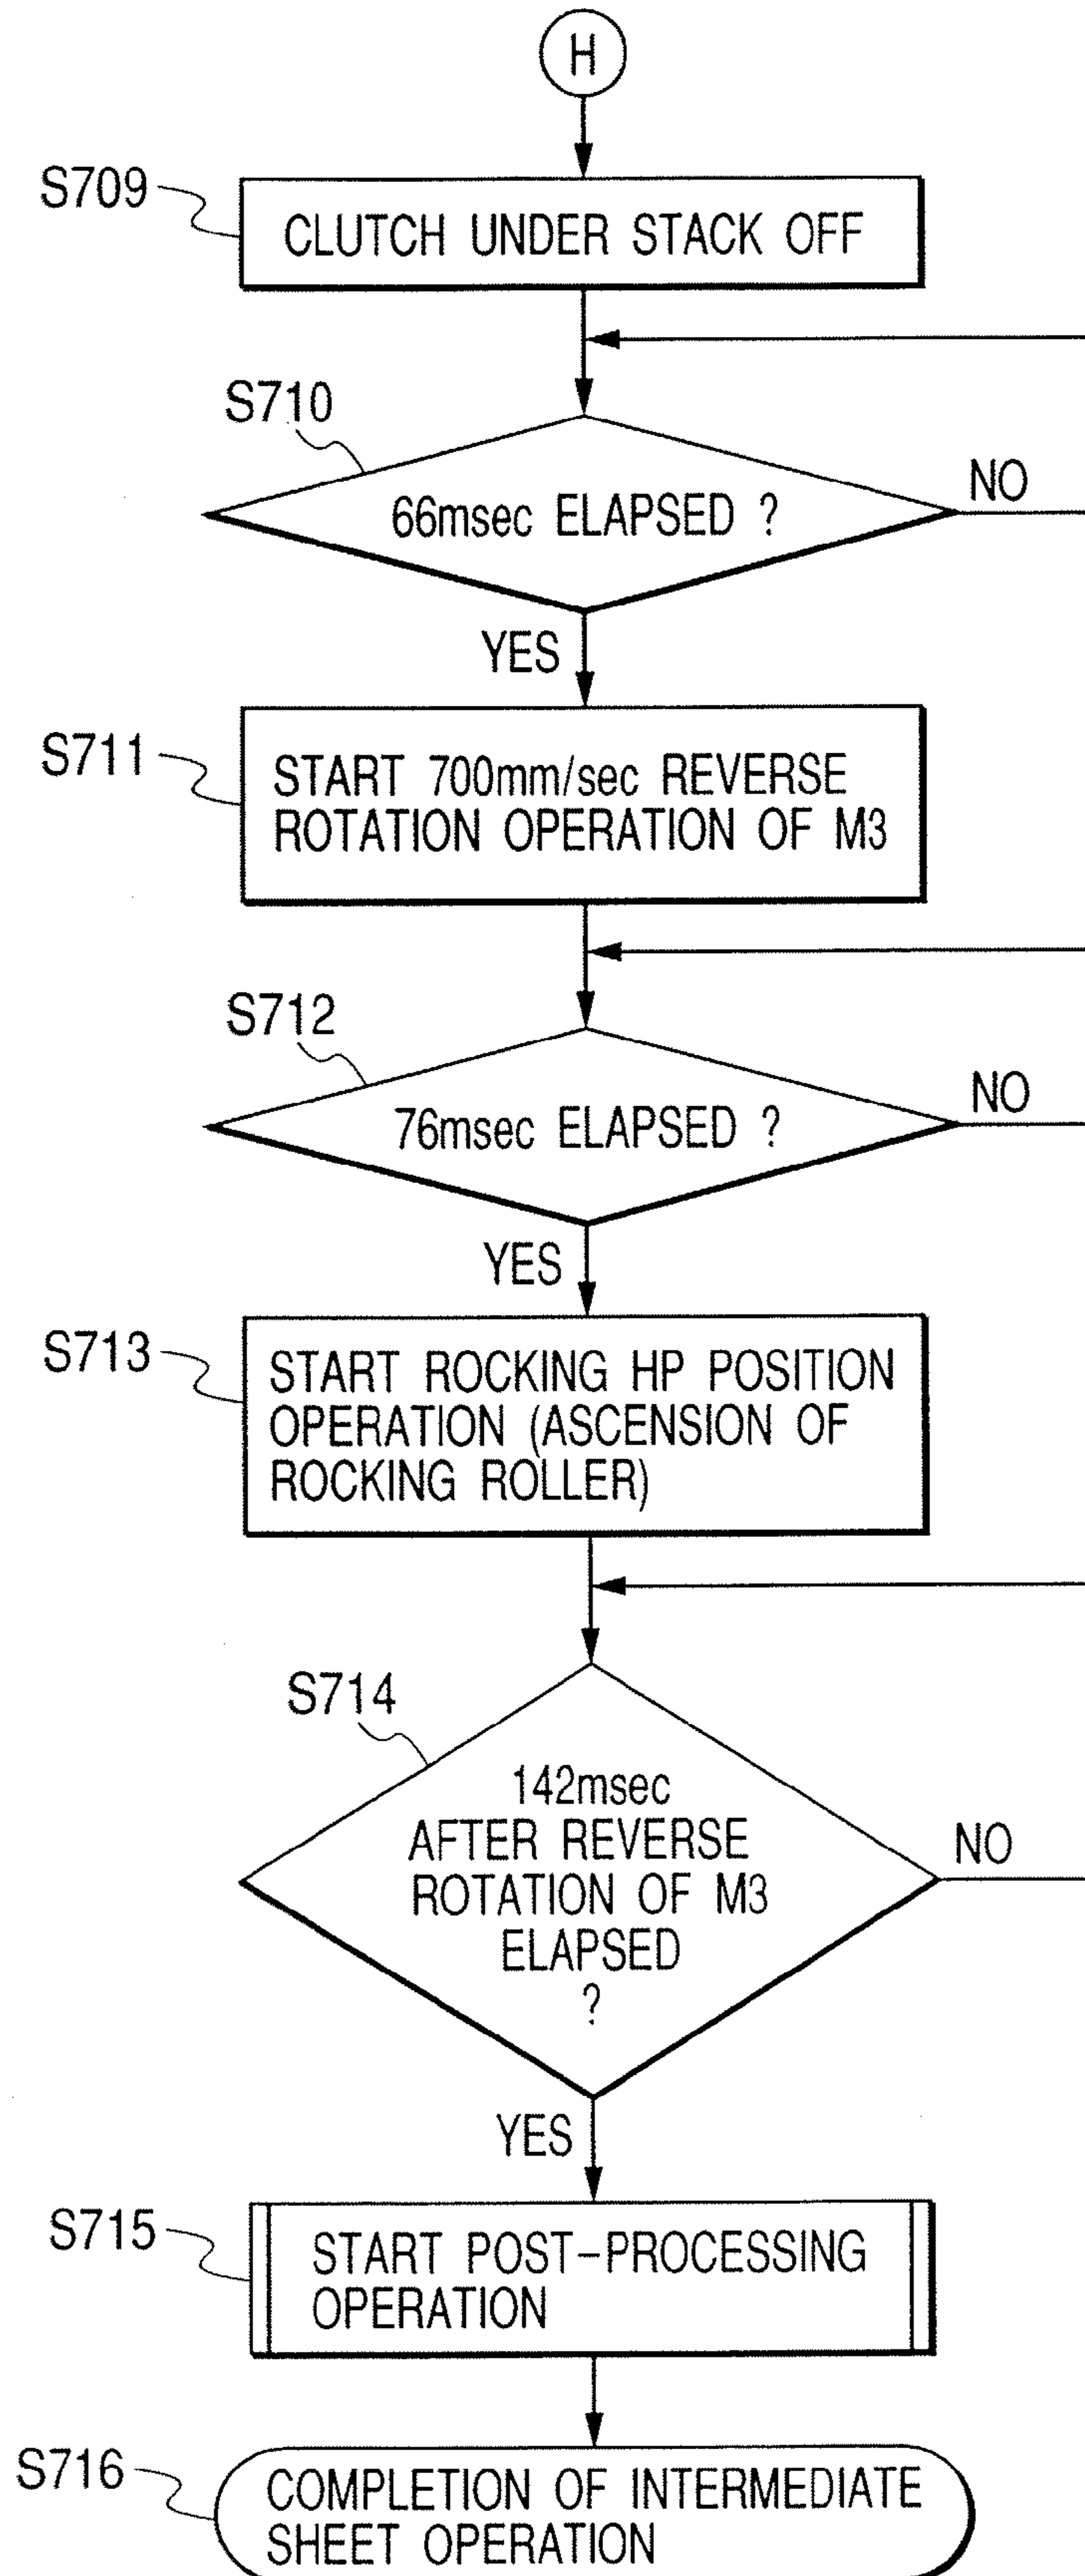 H
S709
CLUTCH UNDER STACK OFF
S710
66msec ELAPSED ?
NO
YES
S711
START 700mm/sec REVERSE
ROTATION OPERATION OF M3
S712
76msec ELAPSED ?
NO
YES
S713
START ROCKING HP POSITION
OPERATION (ASCENSION OF
ROCKING ROLLER)
S714
142msec
AFTER REVERSE
ROTATION OF M3
ELAPSED
?
NO
YES
S715
START POST-PROCESSING
OPERATION
S716
COMPLETION OF INTERMEDIATE
SHEET OPERATION